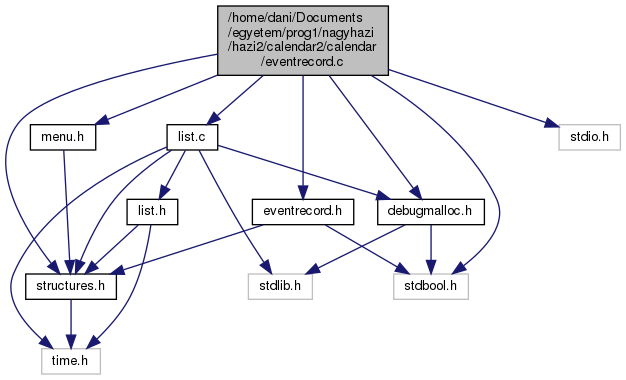 /home/dani/Documents
/egyetem/prog1/nagyhazi
/hazi2/calendar2/calendar
/eventrecord.c
menu.h
list.c
stdio.h
list.h
eventrecord.h
debugmalloc.h
structures.h
stdlib.h
stdbool.h
time.h